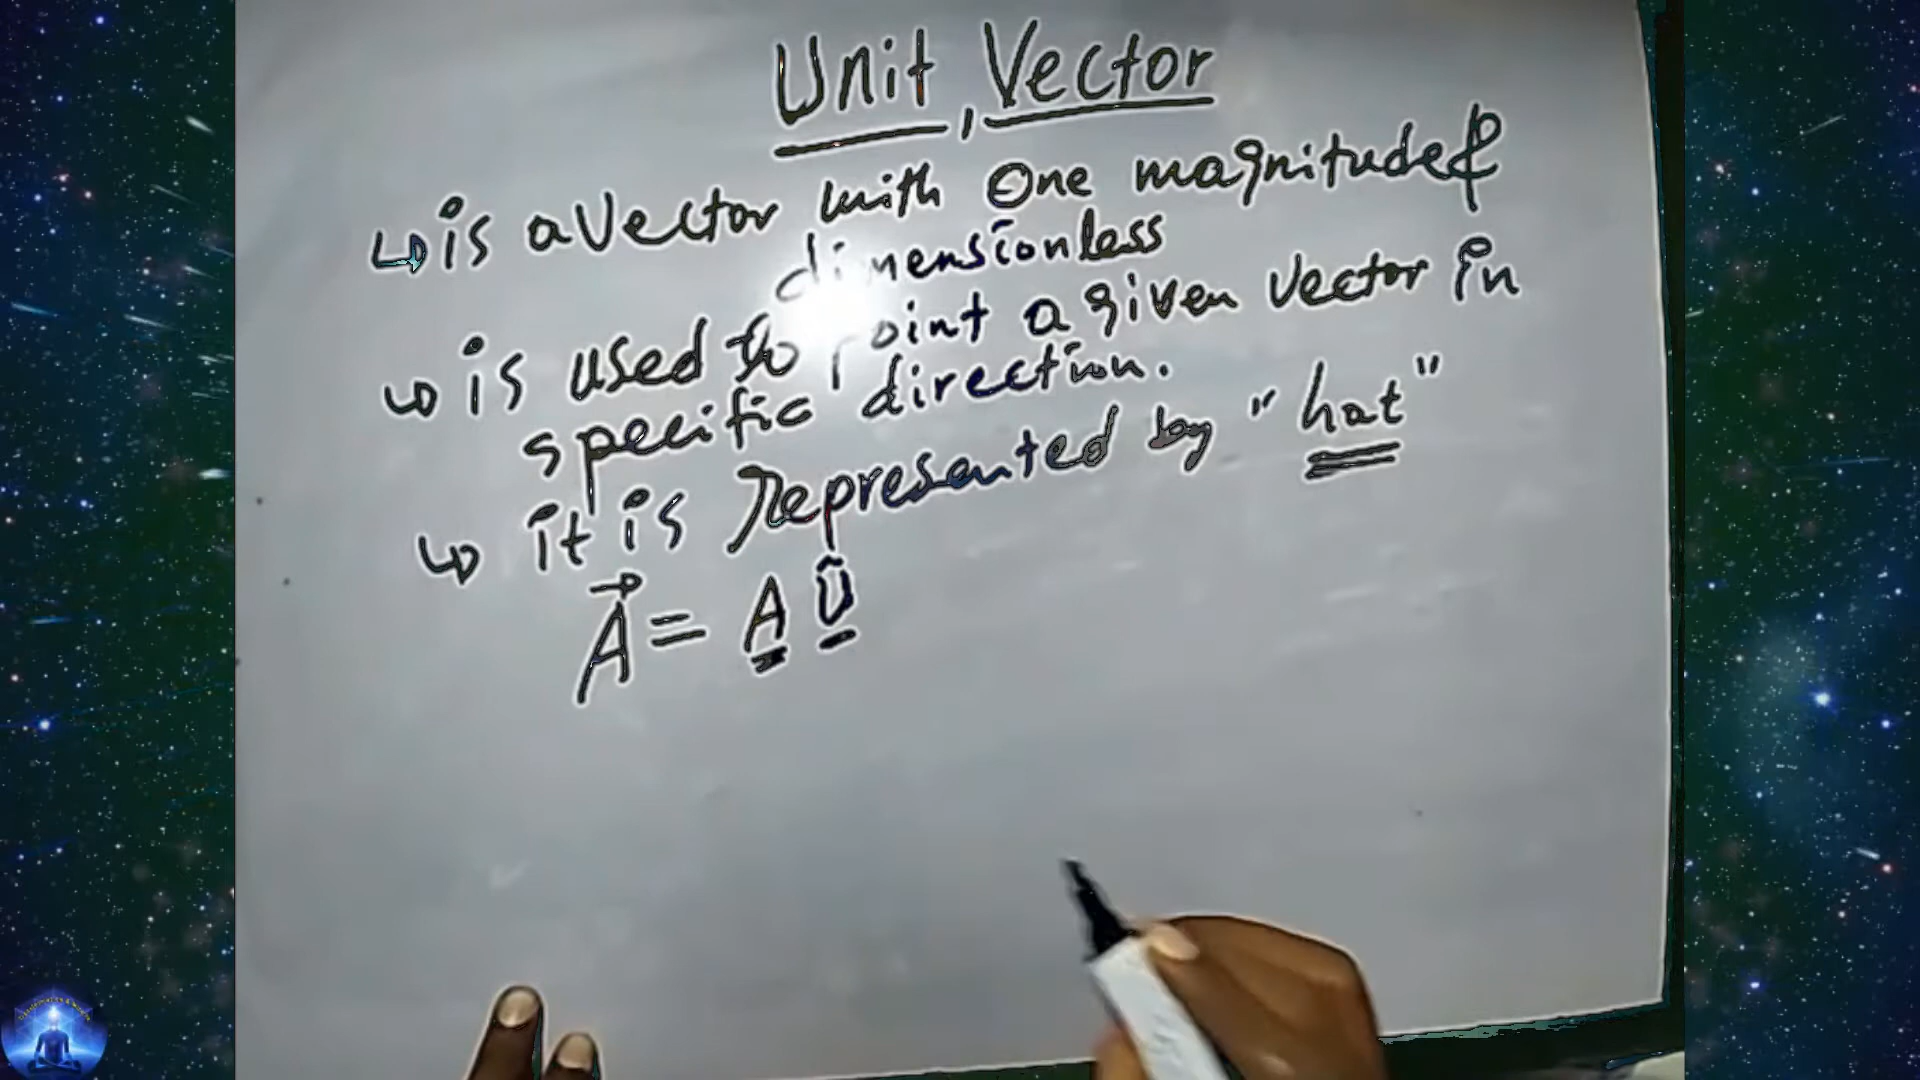 Unit, Vector
↳ is a Vector with One magnitude &
dimensionless
↳ is used to point a given Vector in
specific direction.
↳ it is Represented by "hat"
A⃗ = A Û